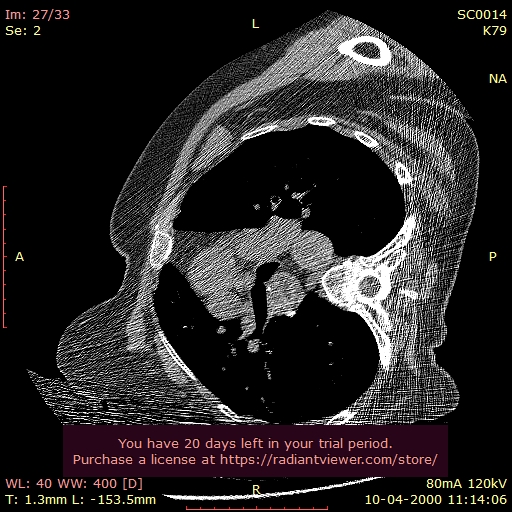 Im: 27/33
Se: 2
L
SC0014
K79
NA
A
P
You have 20 days left in your trial period.
Purchase a license at https://radiantviewer.com/store/
WL: 40 WW: 400 [D]
T: 1.3mm L: -153.5mm
R
80mA 120kV
10-04-2000 11:14:06